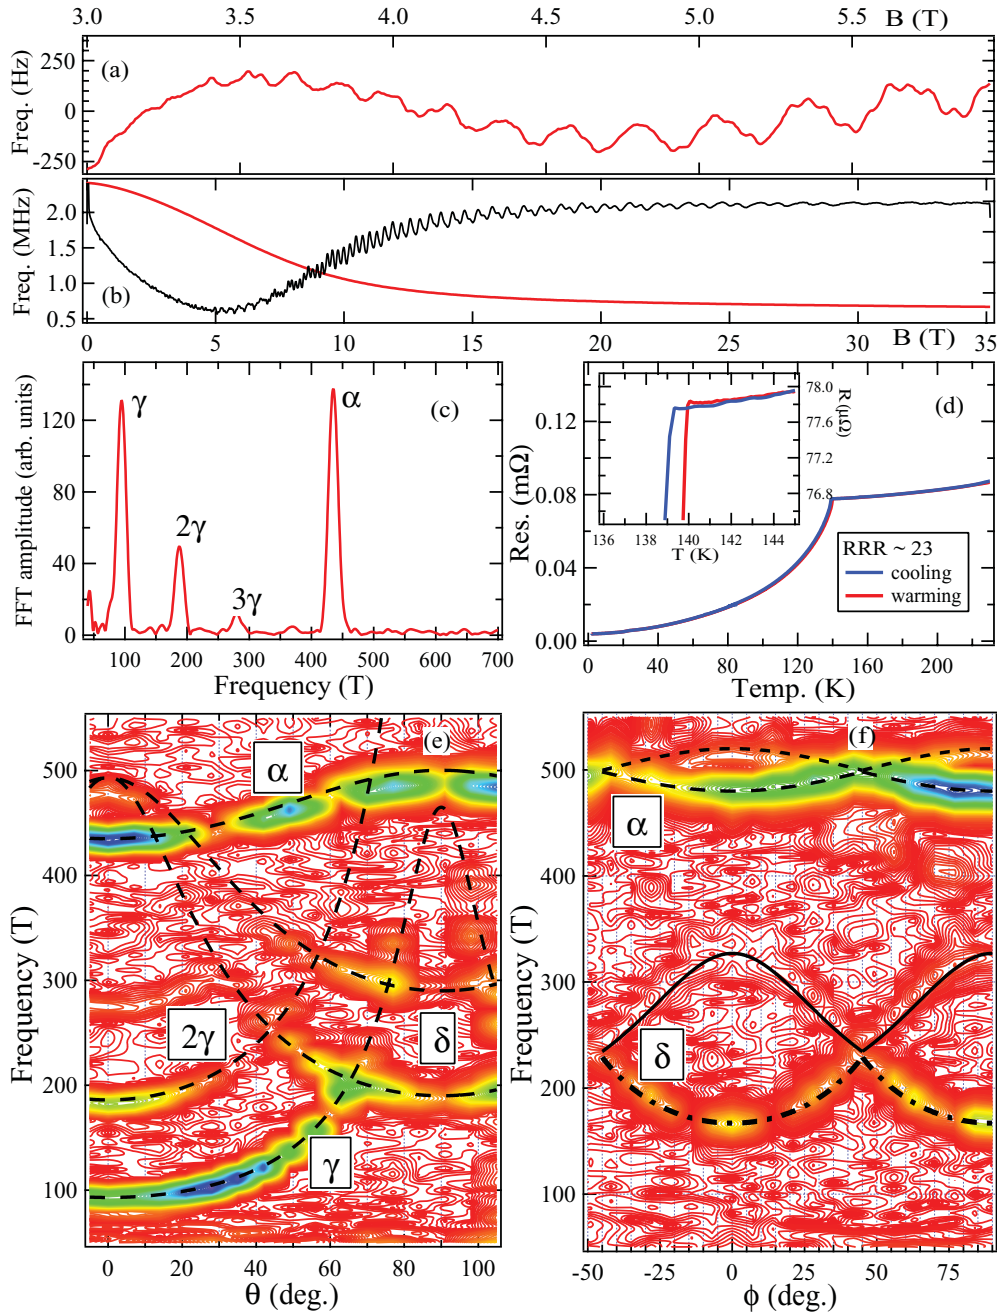 3.0 3.5 4.0 4.5 5.0 5.5 B (T)
Freq. (Hz)
250
0
-250
(a)
Freq. (MHz)
2.0
1.5
1.0
0.5
(b)
0 5 10 15 20 25 30 35
B (T)
FFT amplitude (arb. units)
120
80
40
0
γ
2γ
3γ
α
(c)
100 200 300 400 500 600 700
Frequency (T)
Res. (mΩ)
0.12
0.08
0.04
0.00
(d)
78.0
77.6
77.2
76.8
R (μΩ)
136 138 140 142 144
T (K)
RRR ~ 23
cooling
warming
0 40 80 120 160 200
Temp. (K)
Frequency (T)
500
400
300
200
100
(e)
α
2γ
δ
γ
0 20 40 60 80 100
θ (deg.)
Frequency (T)
500
400
300
200
100
(f)
α
δ
-50 -25 0 25 50 75
ϕ (deg.)